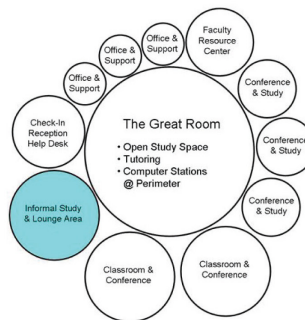 Faculty
Resource
Center
Office &
Support
Office &
Support
Office &
Support
Conference
& Study
Check-In
Reception
Help Desk
The Great Room
• Open Study Space
• Tutoring
• Computer Stations
@ Perimeter
Conference
& Study
Conference
& Study
Informal Study
& Lounge Area
Classroom &
Conference
Classroom &
Conference